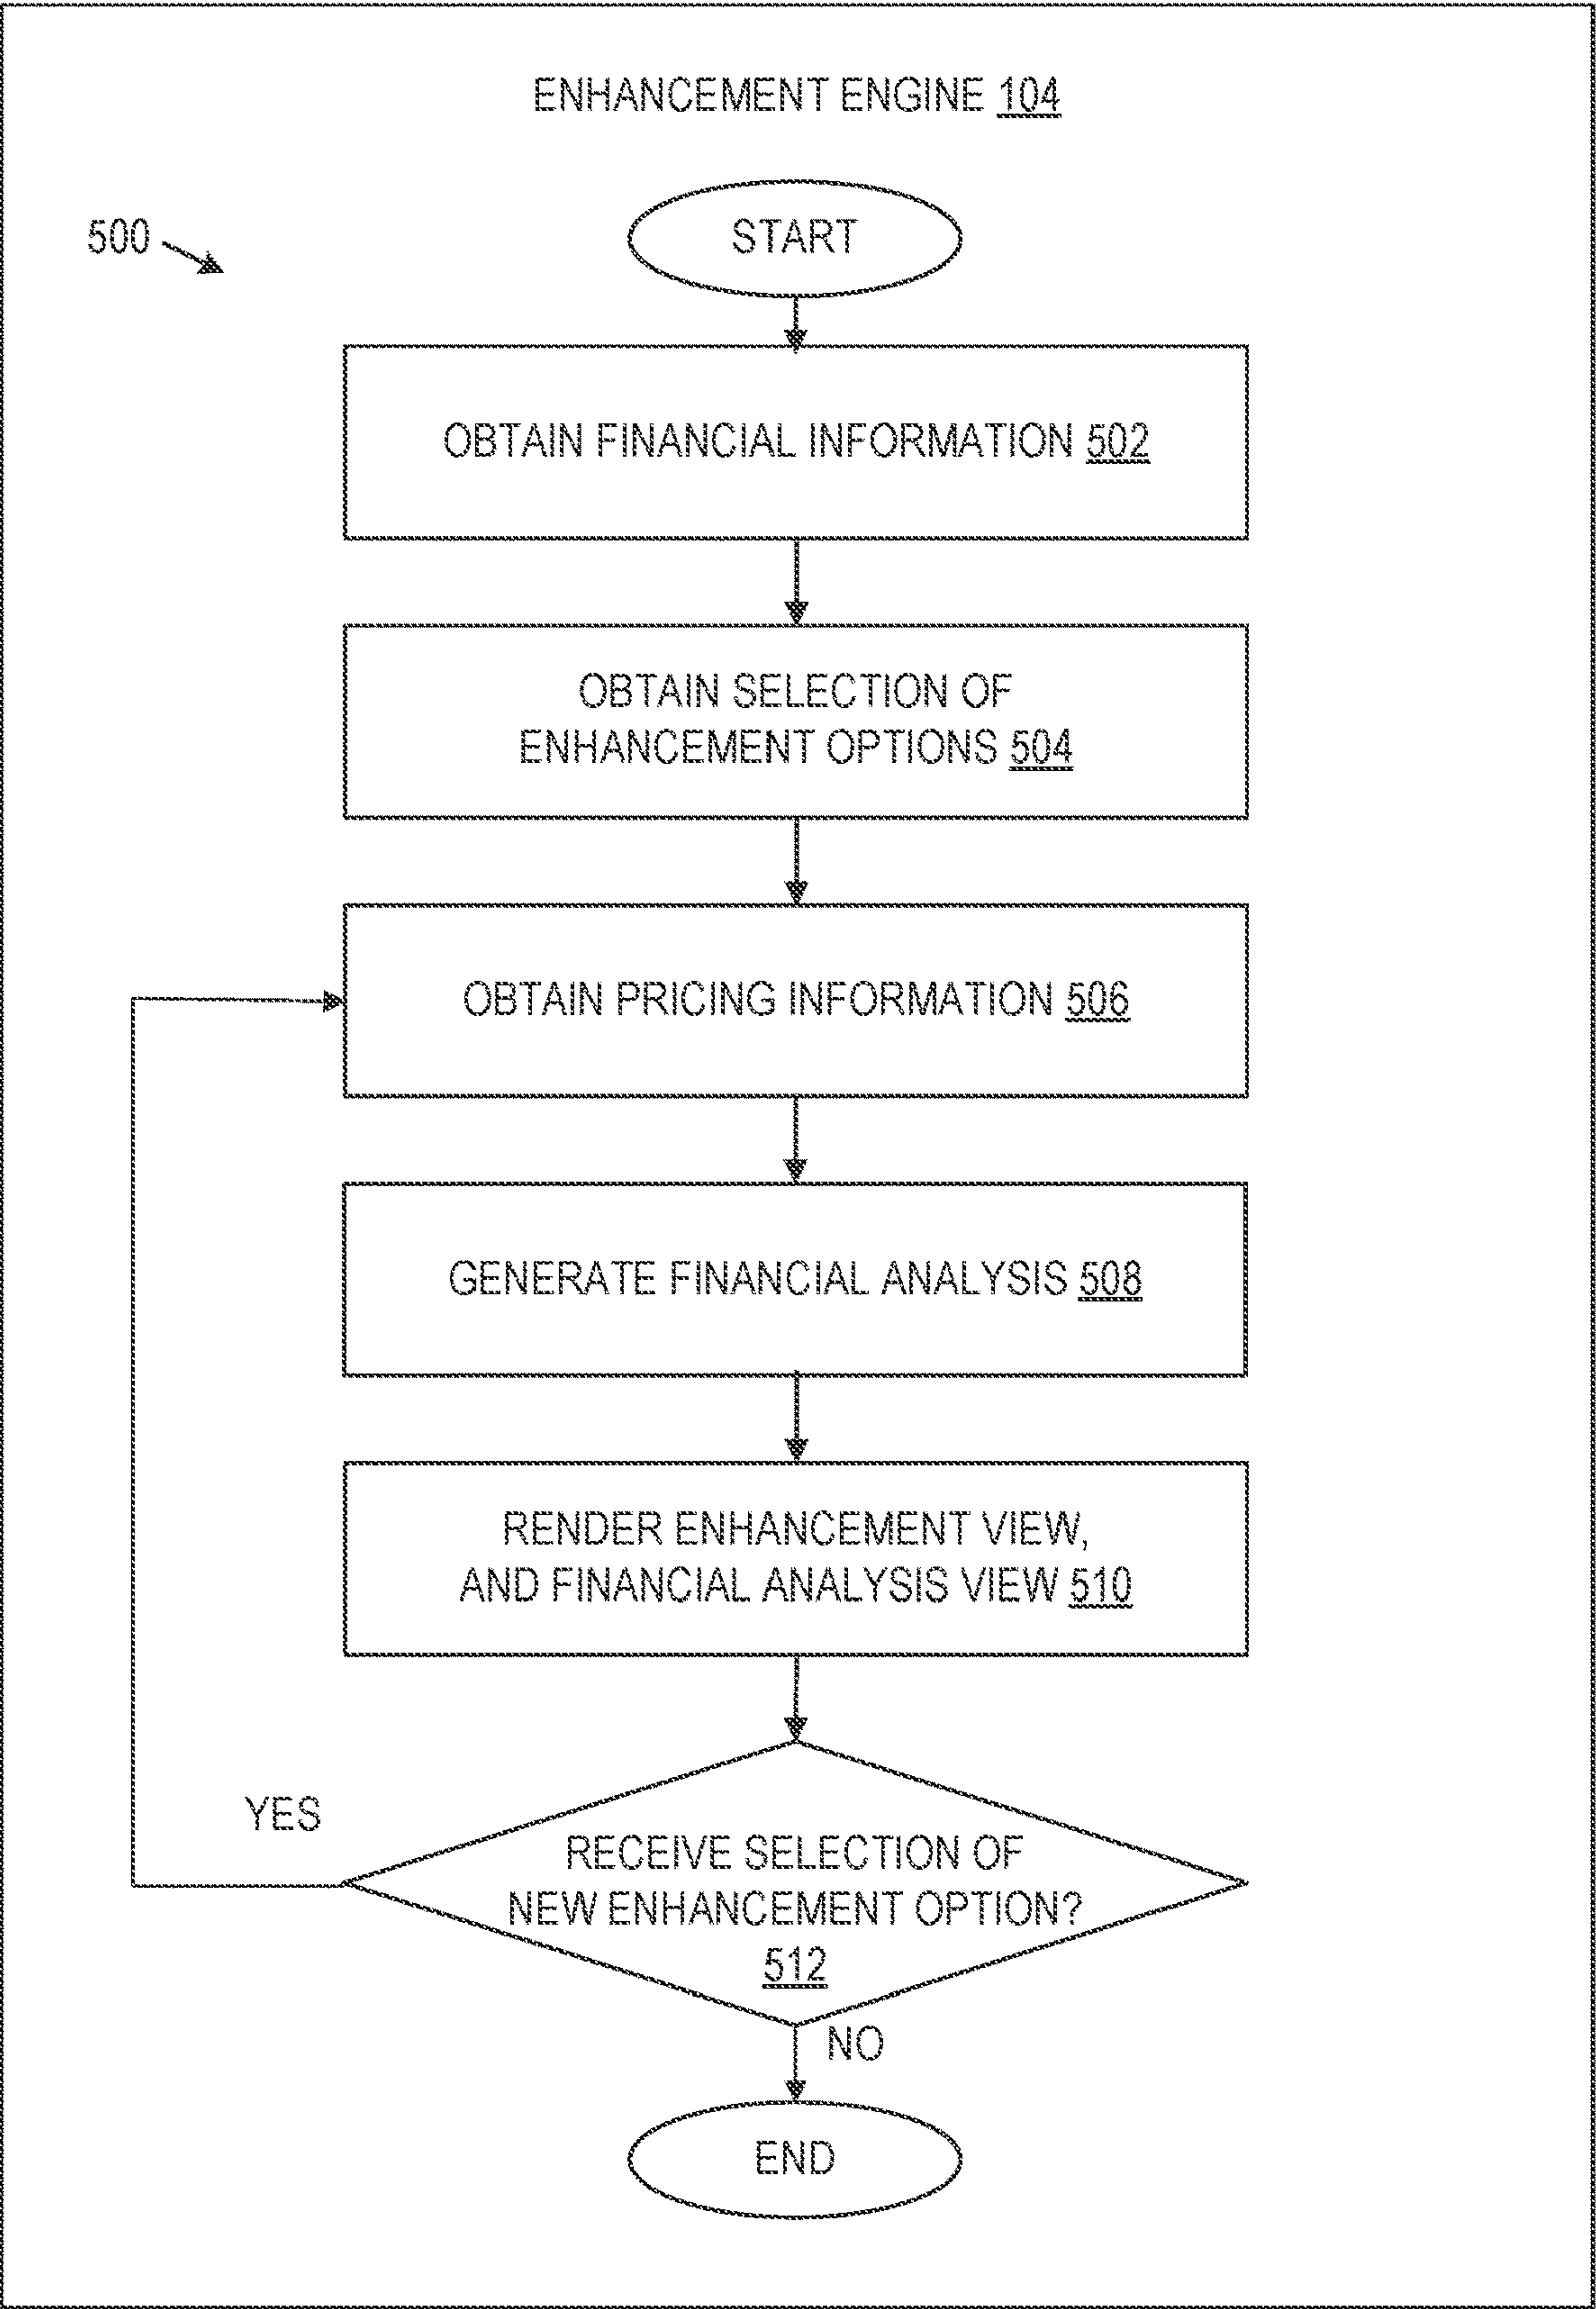 ENHANCEMENT ENGINE 104
500
START
OBTAIN FINANCIAL INFORMATION 502
OBTAIN SELECTION OF
ENHANCEMENT OPTIONS 504
OBTAIN PRICING INFORMATION 506
GENERATE FINANCIAL ANALYSIS 508
RENDER ENHANCEMENT VIEW,
AND FINANCIAL ANALYSIS VIEW 510
YES
RECEIVE SELECTION OF
NEW ENHANCEMENT OPTION?
512
NO
END